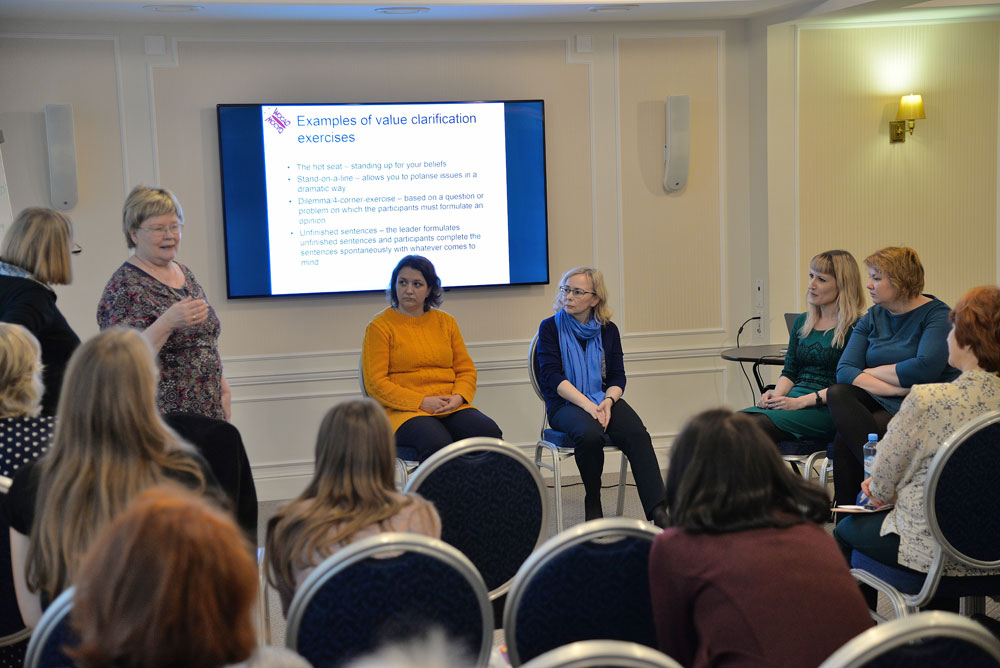 Examples of value clarification
exercises
• The hot seat – standing up for your beliefs
• Stand-on-a-line – allows you to polarise issues in a
dramatic way
• Dilemma/4-corner-exercise – based on a question or
problem on which the participants must formulate an
opinion
• Unfinished sentences – the leader formulates
unfinished sentences and participants complete the
sentences spontaneously with whatever comes to
mind